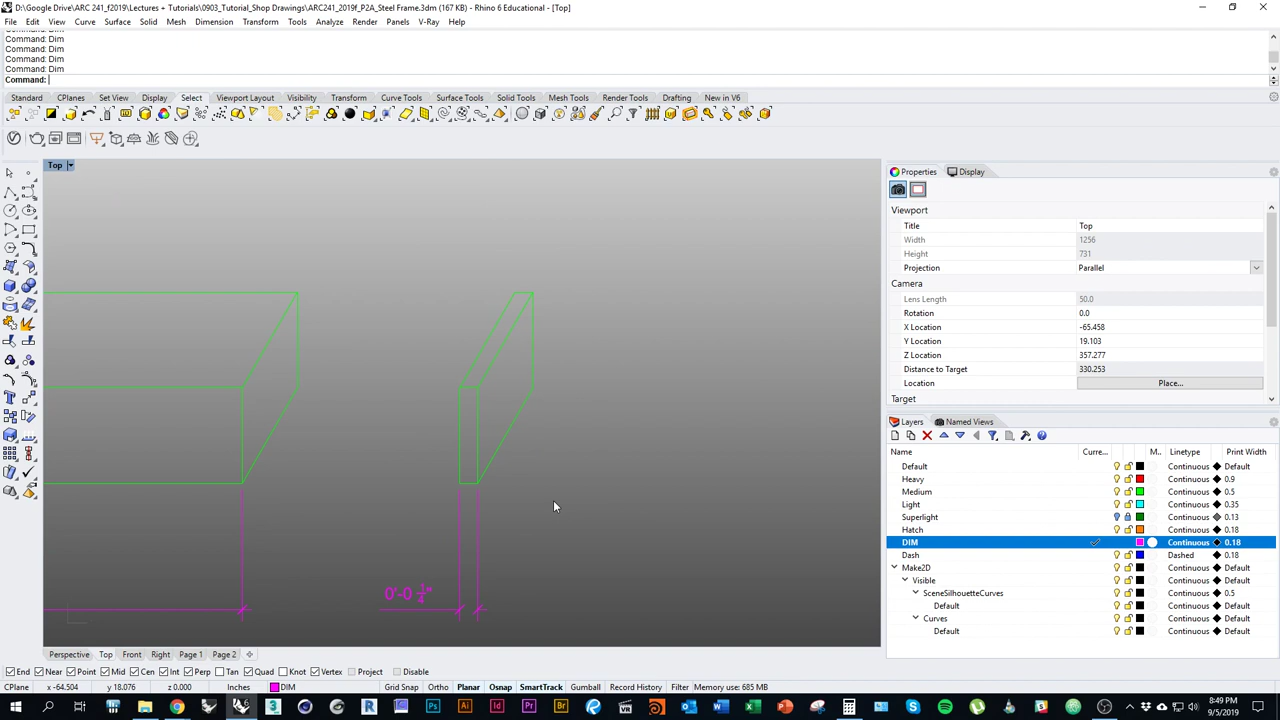 D:\Google Drive\ARC 241_f2019\Lectures + Tutorials\0903_Tutorial_Shop Drawings\ARC241_2019f_P2A_Steel Frame.3dm (167 KB) - Rhino 6 Educational - [Top]
File Edit View Curve Surface Solid Mesh Dimension Transform Tools Analyze Render Panels V-Ray Help
Command: Dim
Command: Dim
Command: Dim
Command: Dim
Command:
Standard CPlanes Set View Display Select Viewport Layout Visibility Transform Curve Tools Surface Tools Solid Tools Mesh Tools Render Tools Drafting New in V6
Top
Properties Display
Viewport
Title Top
Width 1256
Height 731
Projection Parallel
Camera
Lens Length 50.0
Rotation 0.0
X Location -65.458
Y Location 19.103
Z Location 357.277
Distance to Target 330.253
Location Place...
Target
Layers Named Views
Name Curre... M... Linetype Print Width
Default Continuous Default
Heavy Continuous 0.9
Medium Continuous 0.5
Light Continuous 0.35
Superlight Continuous 0.13
Hatch Continuous 0.18
DIM Continuous 0.18
Dash Dashed 0.18
Make2D Continuous Default
Visible Continuous Default
SceneSilhouetteCurves Continuous 0.5
Default Continuous Default
Curves Continuous Default
Default Continuous Default
0'-0 1/4"
Perspective Top Front Right Page 1 Page 2
End Near Point Mid Cen Int Perp Tan Quad Knot Vertex Project Disable
CPlane x -64.504 y 18.076 z 0.000 Inches DIM Grid Snap Ortho Planar Osnap SmartTrack Gumball Record History Filter Memory use: 685 MB
8:49 PM
9/5/2019